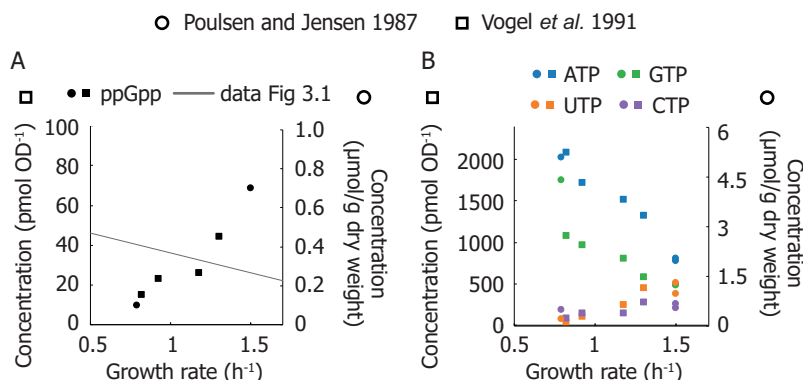 Poulsen and Jensen 1987 Vogel et al. 1991
A
ppGpp data Fig 3.1
Concentration (pmol OD⁻¹)
100
80
60
40
20
0
1.0
0.8
0.6
0.4
0.2
0.0
Concentration
(µmol/g dry weight)
0.5 1 1.5
Growth rate (h⁻¹)
B
ATP GTP
UTP CTP
Concentration (pmol OD⁻¹)
2000
1500
1000
500
0
6
4.5
3
1.5
0
Concentration
(µmol/g dry weight)
0.5 1 1.5
Growth rate (h⁻¹)